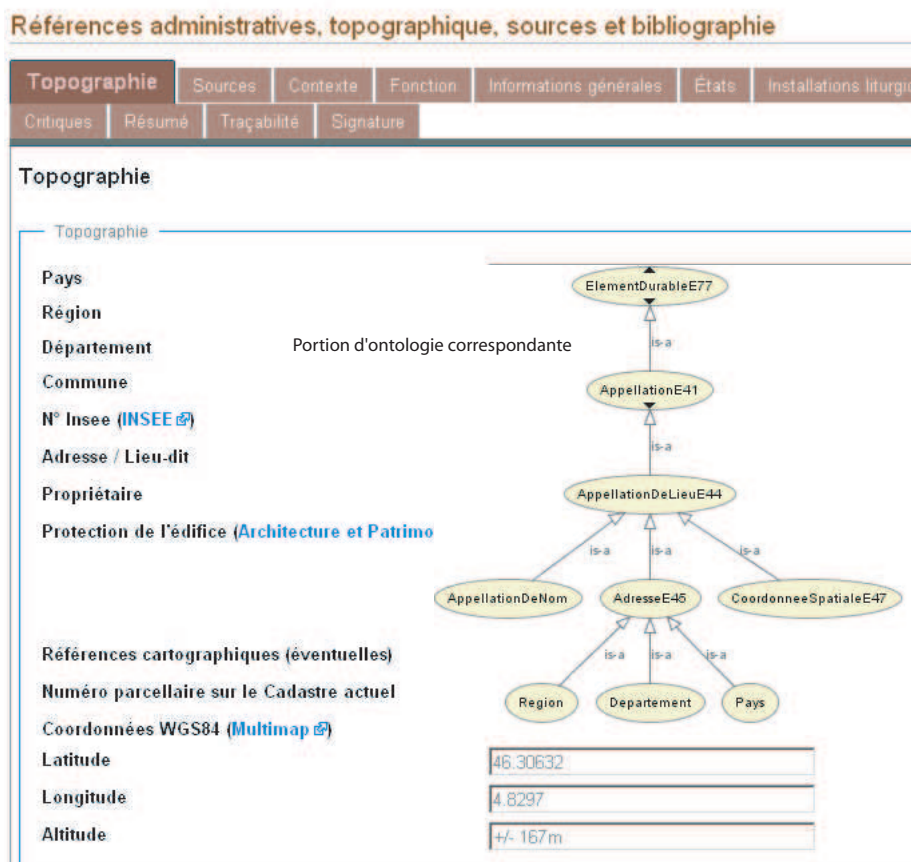 Références administratives, topographique, sources et bibliographie
Topographie Sources Contexte Fonction Informations générales États Installations liturgic
Critiques Résumé Traçabilité Signature
Topographie
Topographie
Pays
Région
Département
Commune
N° Insee (INSEE)
Adresse / Lieu-dit
Propriétaire
Protection de l'édifice (Architecture et Patrimo
Références cartographiques (éventuelles)
Numéro parcellaire sur le Cadastre actuel
Coordonnées WGS84 (Multimap)
Latitude
46.30632
Longitude
4.8297
Altitude
+/- 167m
Portion d'ontologie correspondante
ElementDurableE77
is-a
AppellationE41
is-a
AppellationDeLieuE44
is-a is-a is-a
AppellationDeNom AdresseE45 CoordonneeSpatialeE47
is-a is-a is-a
Region Departement Pays